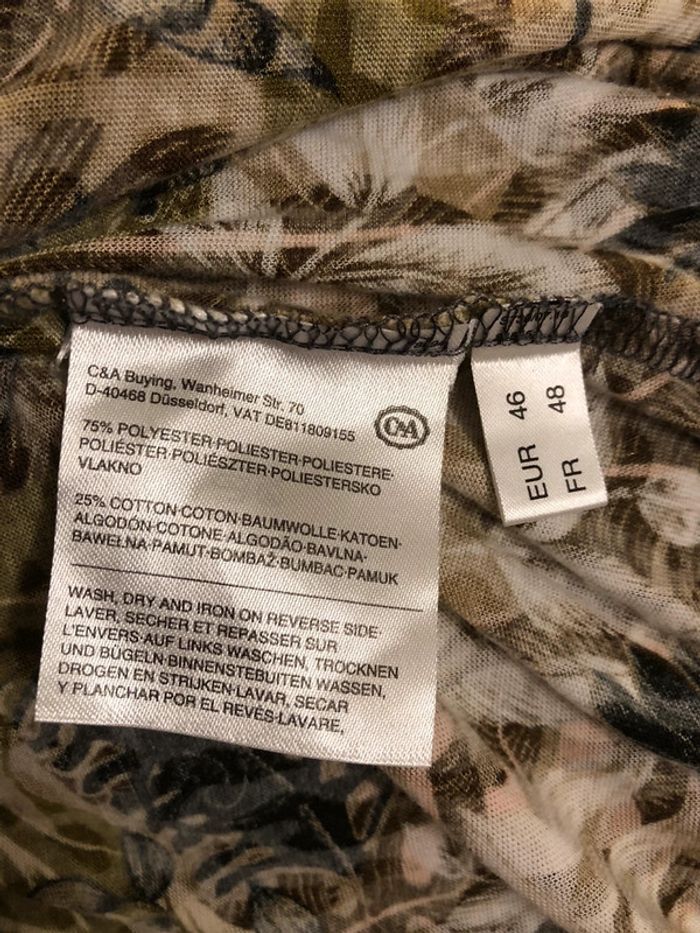 C&A Buying, Wanheimer Str. 70
D-40468 Düsseldorf, VAT DE811809155
C&A
75% POLYESTER·POLIESTER·POLIESTERE·
POLIÉSTER·POLIÉSZTER·POLIESTERSKO
VLAKNO
25% COTTON·COTON·BAUMWOLLE·KATOEN·
ALGODÓN·COTONE·ALGODÃO·BAVLNA·
BAWEŁNA·PAMUT·BOMBAŽ·BUMBAC·PAMUK
WASH, DRY AND IRON ON REVERSE SIDE·
LAVER, SECHER ET REPASSER SUR
L'ENVERS·AUF LINKS WASCHEN, TROCKNEN
UND BÜGELN·BINNENSTEBUITEN WASSEN,
DROGEN EN STRIJKEN·LAVAR, SECAR
Y PLANCHAR POR EL REVÉS·LAVARE,
EUR 46
FR 48